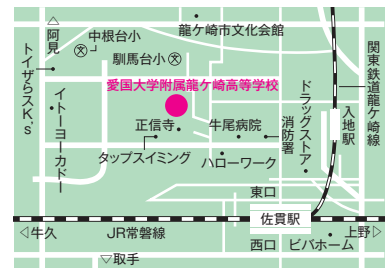 △阿見
中根台小
㊛
龍ケ崎市文化会館
馴馬台小㊛
関東鉄道龍ケ崎線
トイザらスK's
愛国大学附属龍ケ崎高等学校
イトーヨーカドー
正信寺
牛尾病院
消防署
ドラッグストア
入地駅
タップスイミング
ハローワーク
東口
佐貫駅
◁牛久
JR常磐線
上野▷
西口
ビバホーム
▽取手